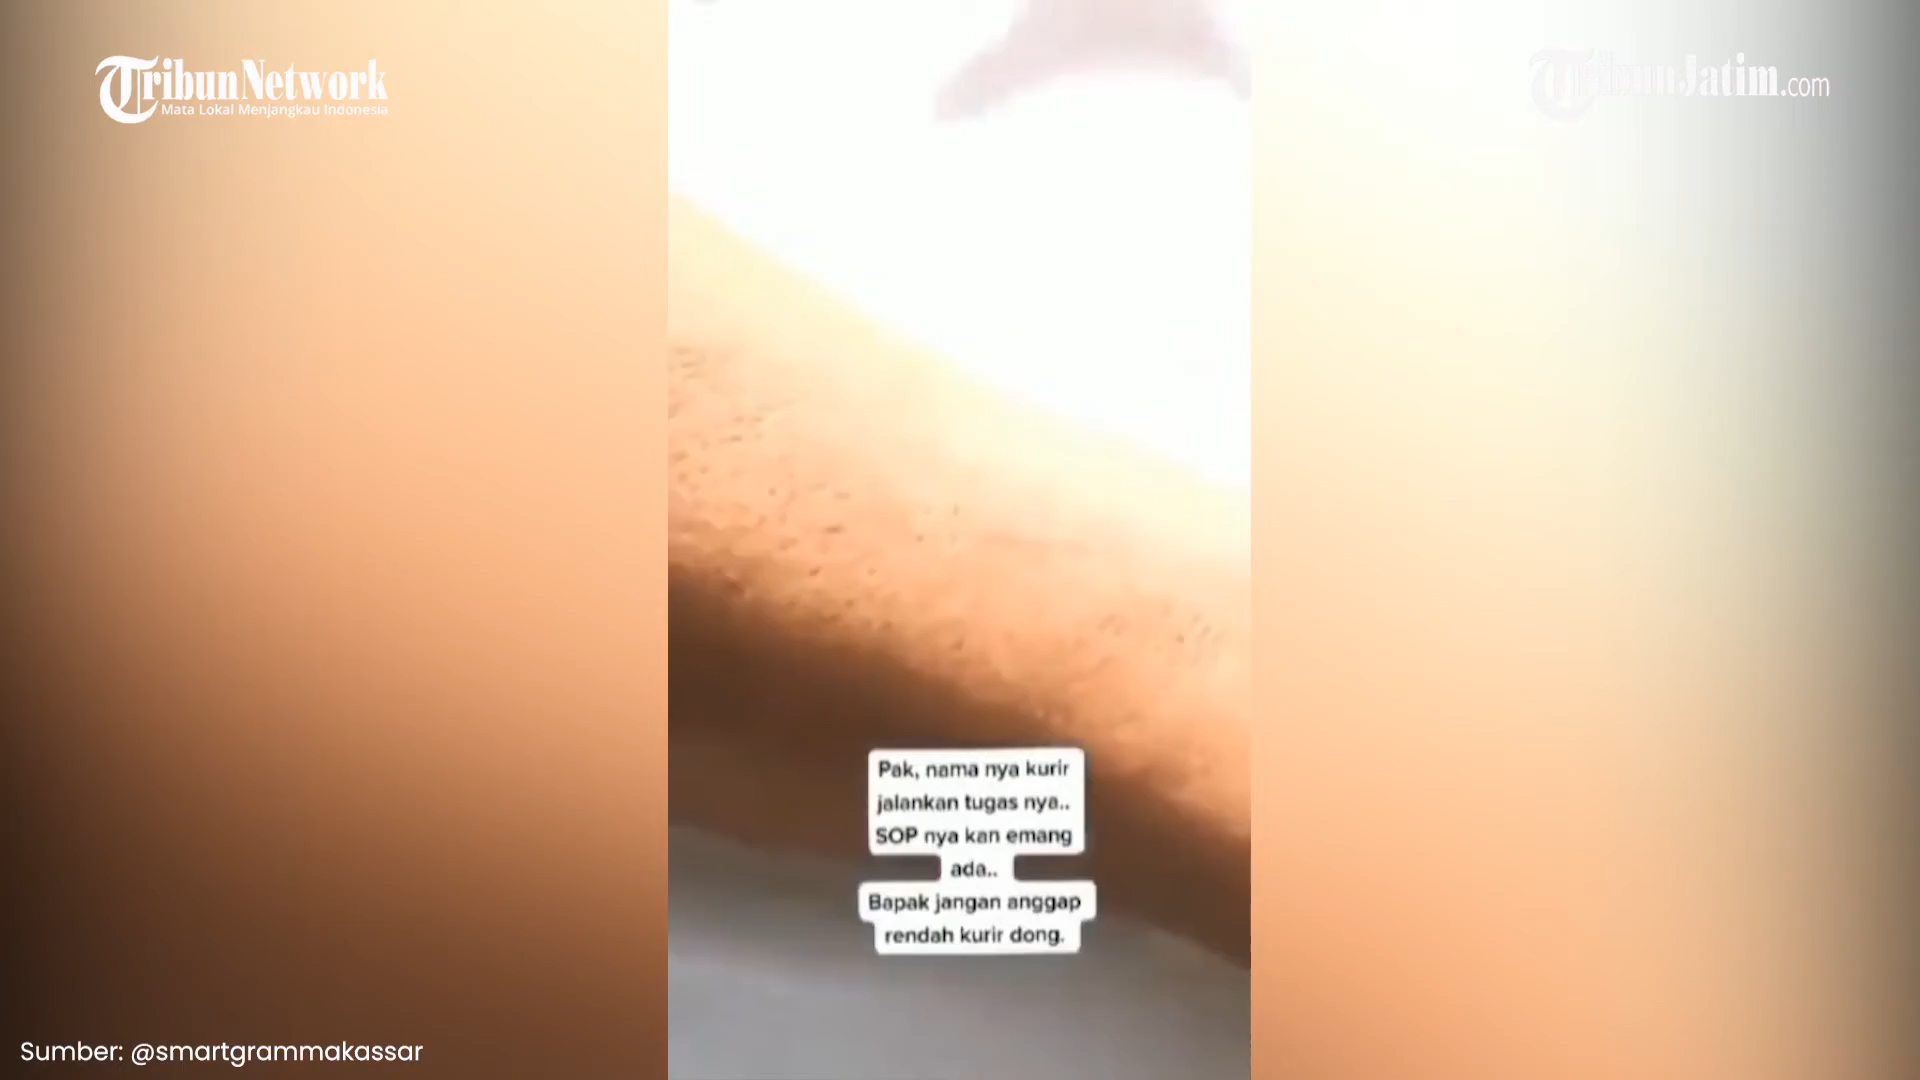 TribunNetwork
Mata Lokal Menjangkau Indonesia
TribunJatim.com
Pak, nama nya kurir
jalankan tugas nya..
SOP nya kan emang
ada..
Bapak jangan anggap
rendah kurir dong.
Sumber: @smartgrammakassar